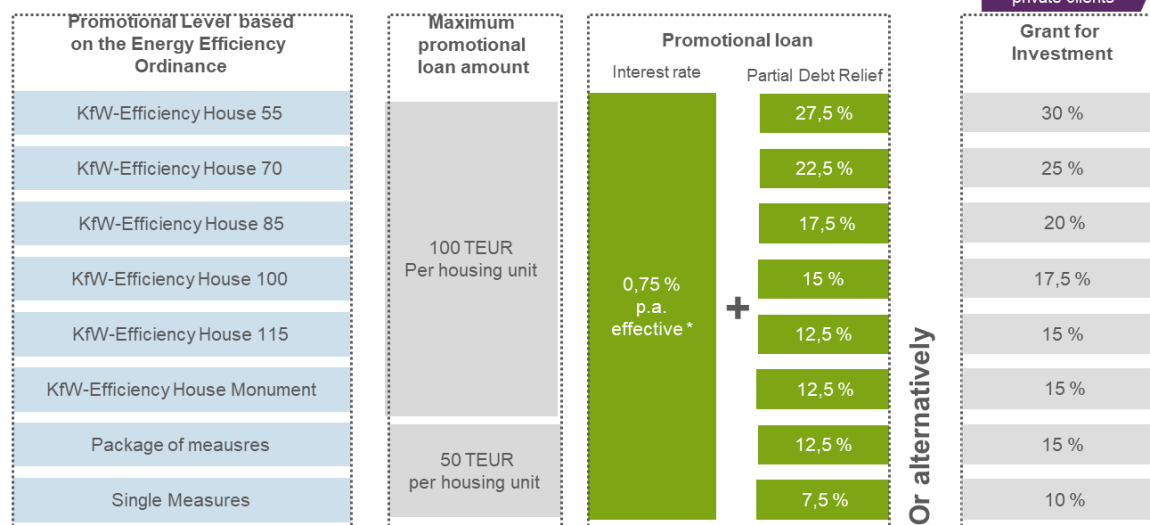 Promotional Level based
on the Energy Efficiency
Ordinance
KfW-Efficiency House 55
KfW-Efficiency House 70
KfW-Efficiency House 85
KfW-Efficiency House 100
KfW-Efficiency House 115
KfW-Efficiency House Monument
Package of meausres
Single Measures
Maximum
promotional
loan amount
100 TEUR
Per housing unit
50 TEUR
per housing unit
Promotional loan
Interest rate
0,75 %
p.a.
effective *
+
Partial Debt Relief
27,5 %
22,5 %
17,5 %
15 %
12,5 %
12,5 %
12,5 %
7,5 %
Or alternatively
private clients
Grant for
Investment
30 %
25 %
20 %
17,5 %
15 %
15 %
15 %
10 %